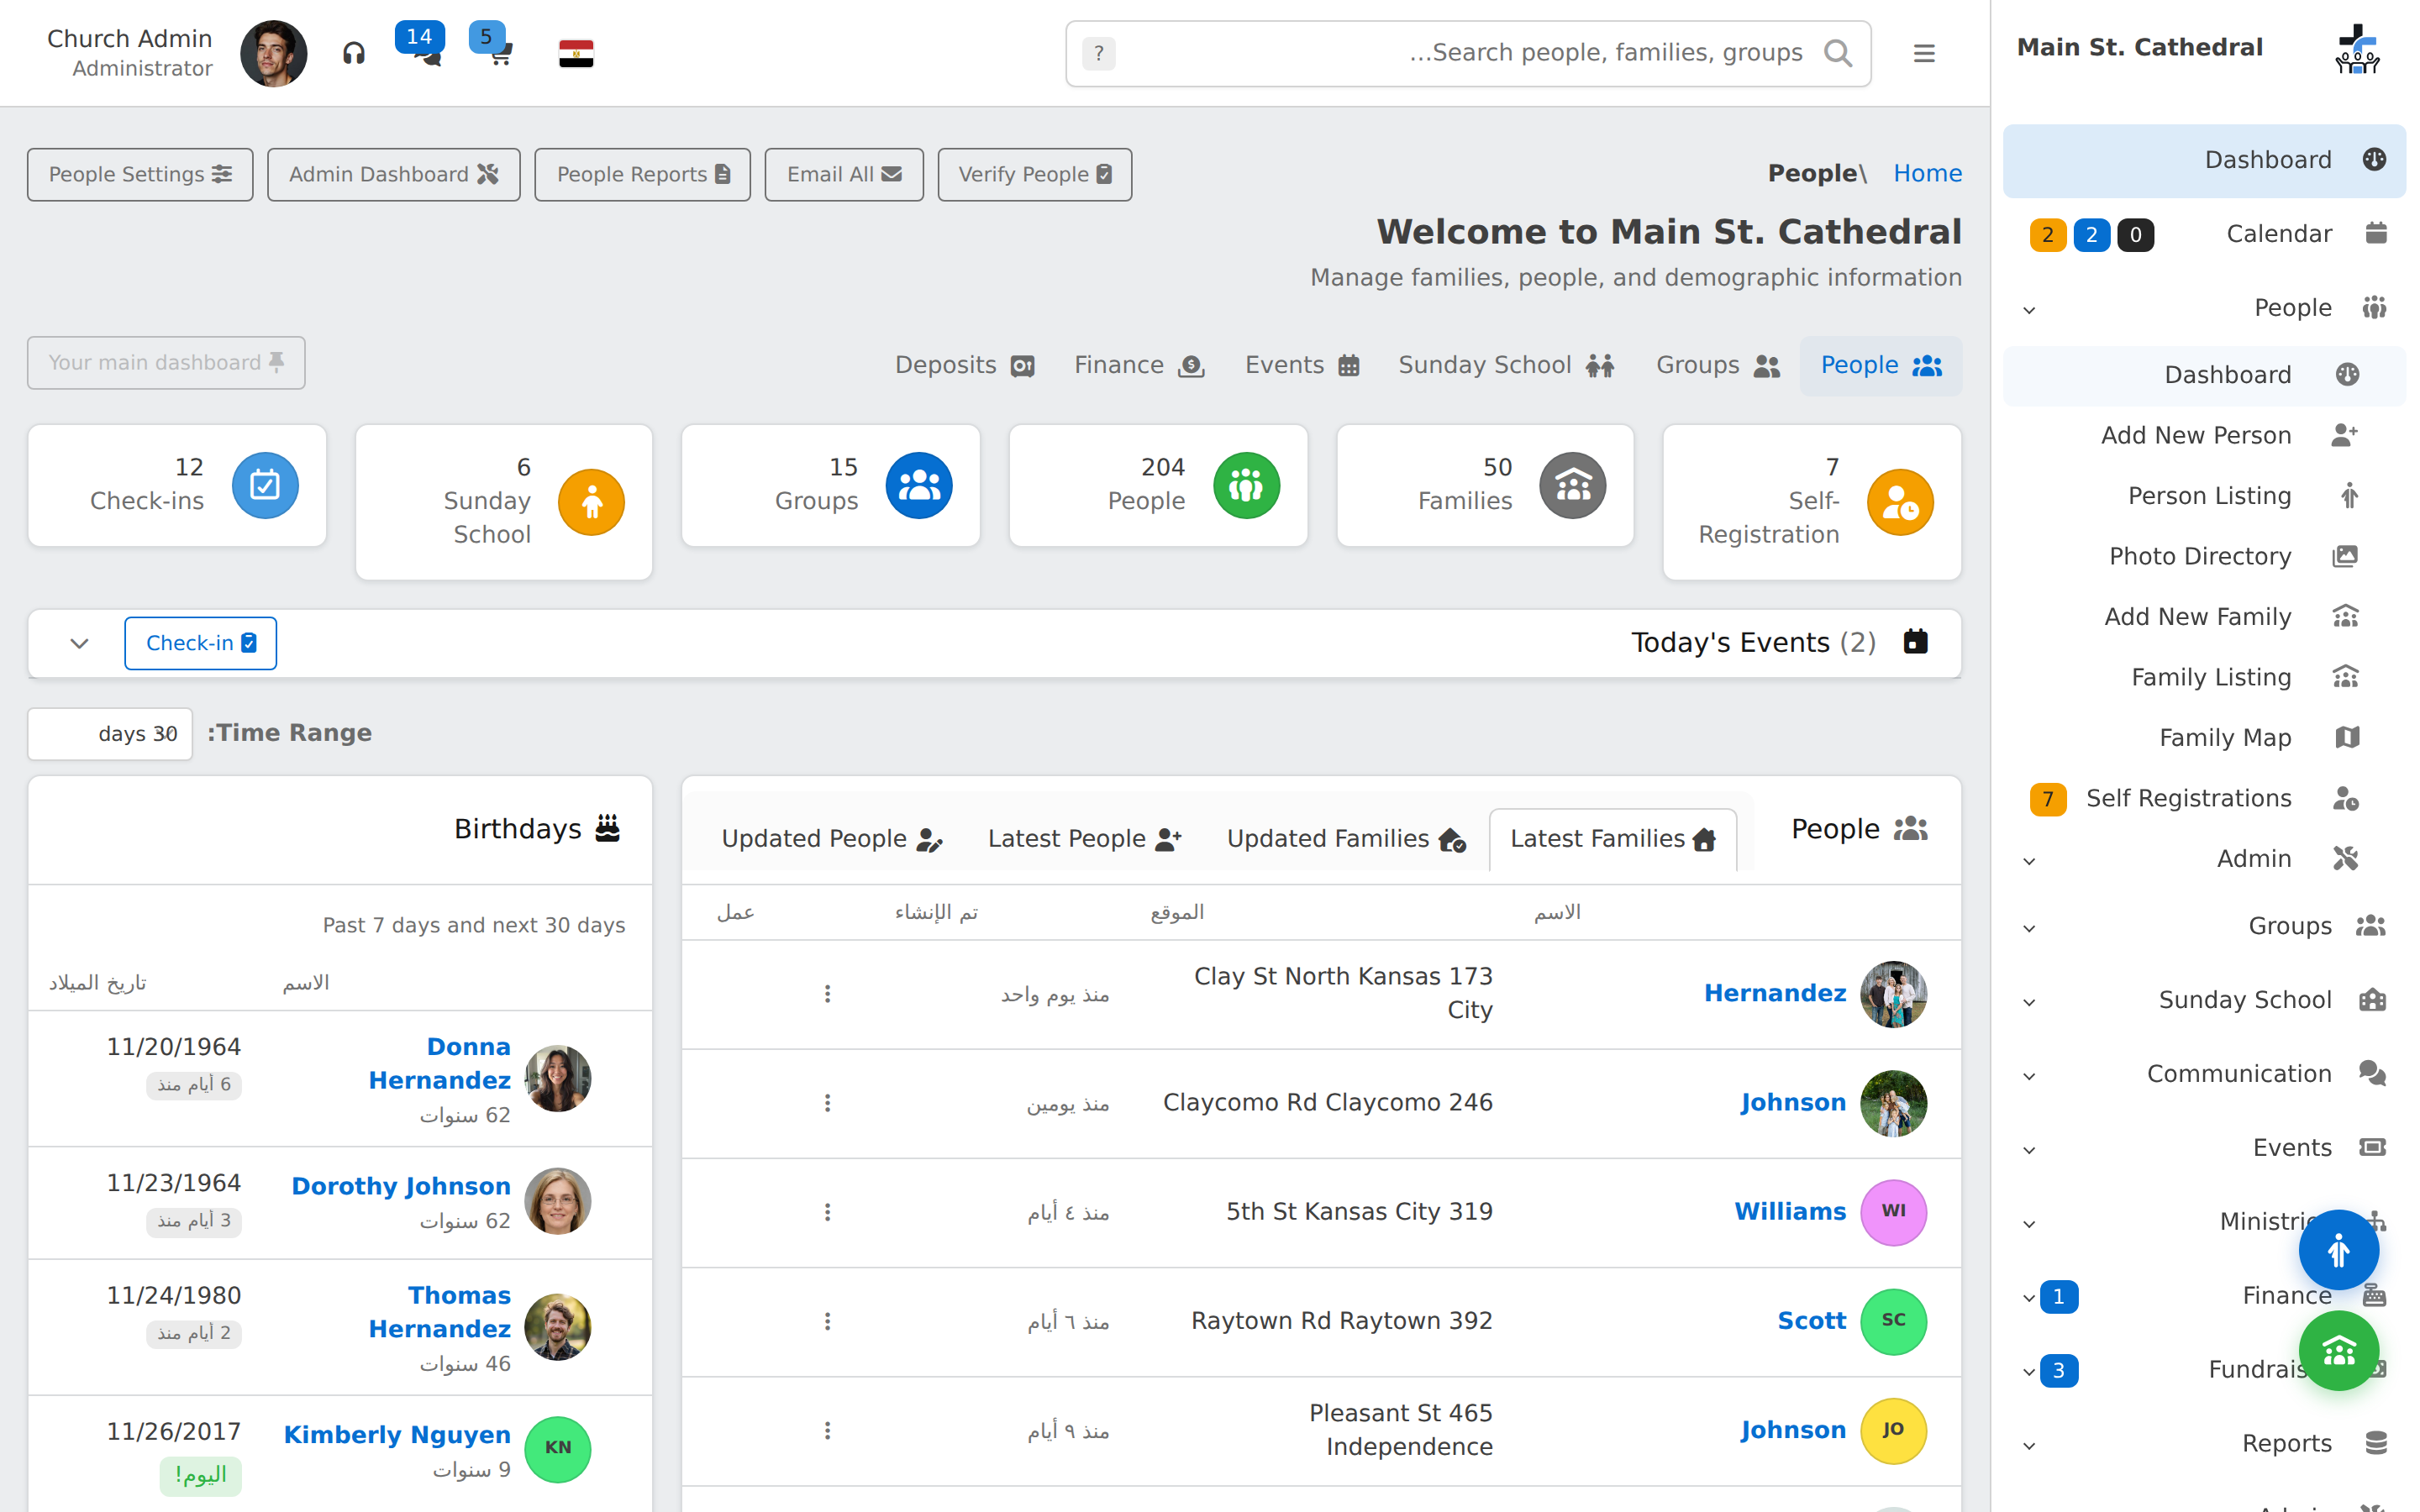 Main St. Cathedral
Dashboard
Calendar
0 2 2
People
Dashboard
Add New Person
Person Listing
Photo Directory
Add New Family
Family Listing
Family Map
Self Registrations
7
Admin
Groups
Sunday School
Communication
Events
Finance
1
3
Reports
Search people, families, groups...
?
5
14
Church Admin
Administrator
Home
People\
Verify People
Email All
People Reports
Admin Dashboard
People Settings
Welcome to Main St. Cathedral
Manage families, people, and demographic information
People
Groups
Sunday School
Events
Finance
Deposits
Your main dashboard
7
Self-
Registration
50
Families
204
People
15
Groups
6
Sunday
School
12
Check-ins
Today's Events (2)
Check-in
Time Range:
30 days
People
Latest Families
Updated Families
Latest People
Updated People
الاسم
الموقع
تم الإنشاء
عمل
Hernandez
173 Clay St North Kansas
City
منذ يوم واحد
Johnson
246 Claycomo Rd Claycomo
منذ يومين
WI
Williams
319 5th St Kansas City
منذ ٤ أيام
SC
Scott
392 Raytown Rd Raytown
منذ ٦ أيام
JO
Johnson
465 Pleasant St
Independence
منذ ٩ أيام
Birthdays
Past 7 days and next 30 days
الاسم
تاريخ الميلاد
Donna
Hernandez
62 سنوات
11/20/1964
6 أيام منذ
Dorothy Johnson
62 سنوات
11/23/1964
3 أيام منذ
Thomas
Hernandez
46 سنوات
11/24/1980
2 أيام منذ
KN
Kimberly Nguyen
9 سنوات
11/26/2017
اليوم!